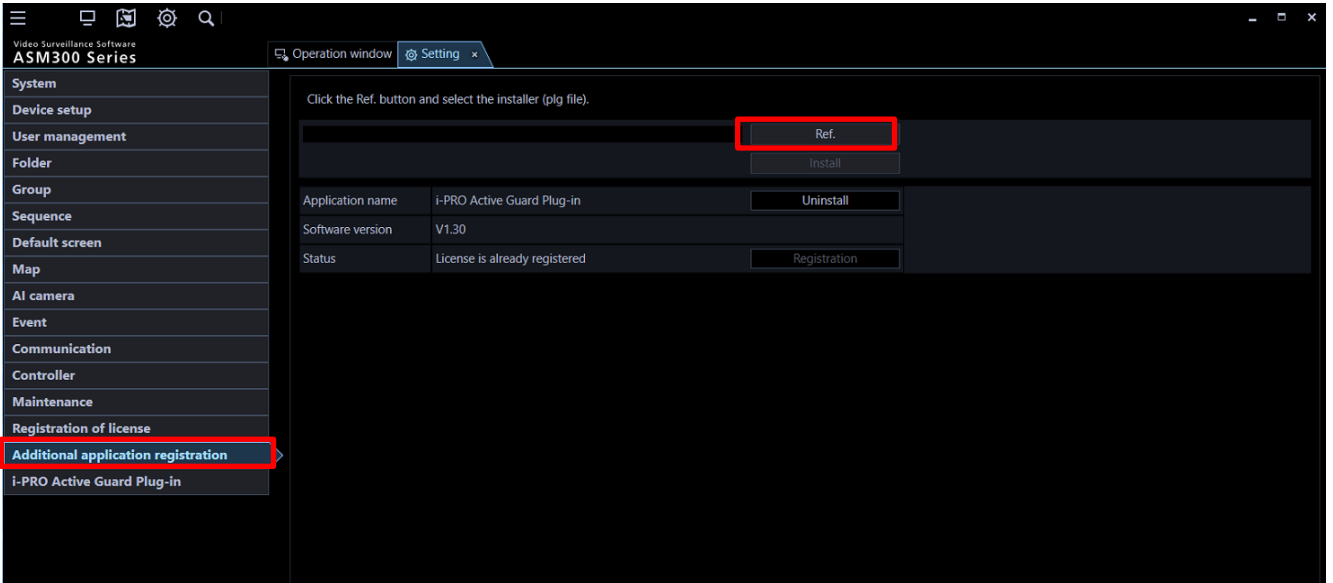 Video Surveillance Software
ASM300 Series
Operation window
Setting
System
Device setup
User management
Folder
Group
Sequence
Default screen
Map
AI camera
Event
Communication
Controller
Maintenance
Registration of license
Additional application registration
i-PRO Active Guard Plug-in
Click the Ref. button and select the installer (plg file).
Ref.
Install
Application name i-PRO Active Guard Plug-in Uninstall
Software version V1.30
Status License is already registered Registration